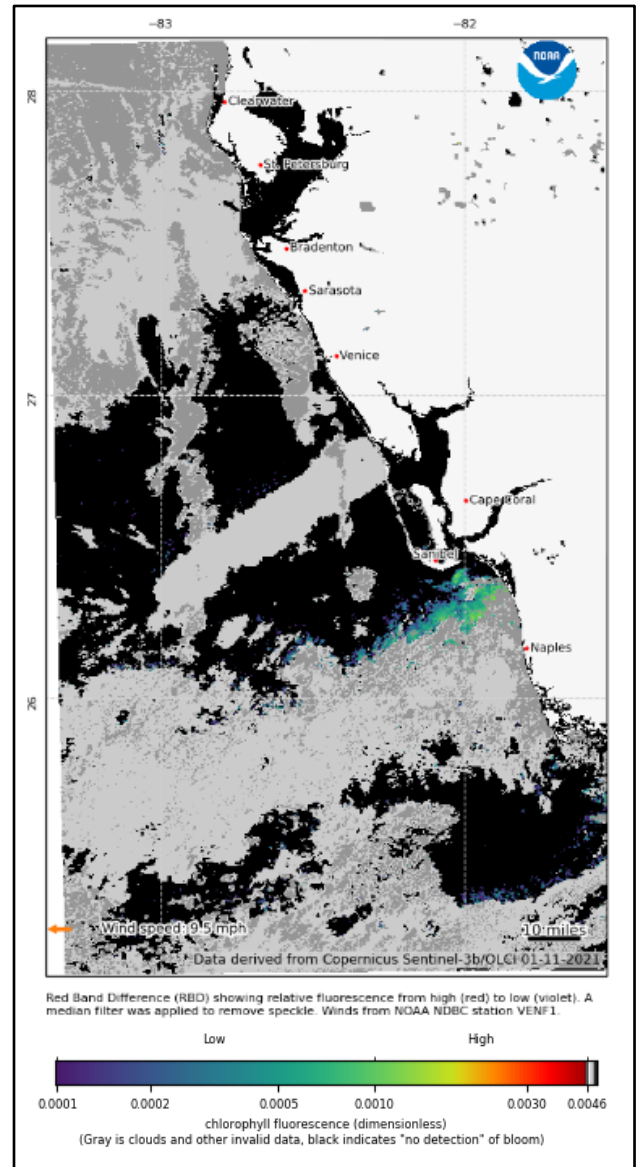 −83
−82
NOAA
28
Clearwater
St. Petersburg
Bradenton
Sarasota
Venice
27
Cape Coral
Sanibel
Naples
26
Wind speed: 9.5 mph
10 miles
Data derived from Copernicus Sentinel-3b/OLCI 01-11-2021
Red Band Difference (RBD) showing relative fluorescence from high (red) to low (violet). A
median filter was applied to remove speckle. Winds from NOAA NDBC station VENF1.
Low
High
0.0001
0.0002
0.0005
0.0010
0.0030
0.0046
chlorophyll fluorescence (dimensionless)
(Gray is clouds and other invalid data, black indicates "no detection" of bloom)